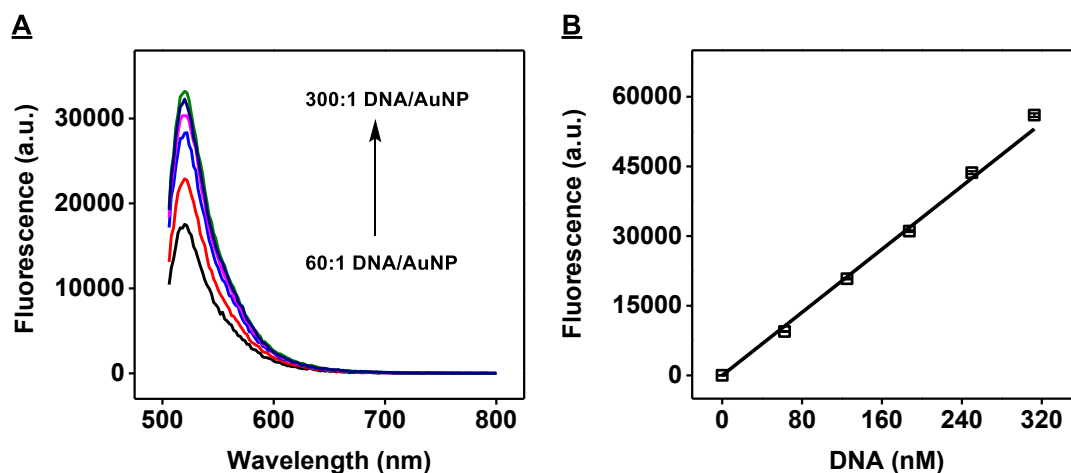 A
Fluorescence (a.u.)
30000
20000
10000
0
300:1 DNA/AuNP
60:1 DNA/AuNP
500 600 700 800
Wavelength (nm)
B
Fluorescence (a.u.)
60000
45000
30000
15000
0
0 80 160 240 320
DNA (nM)